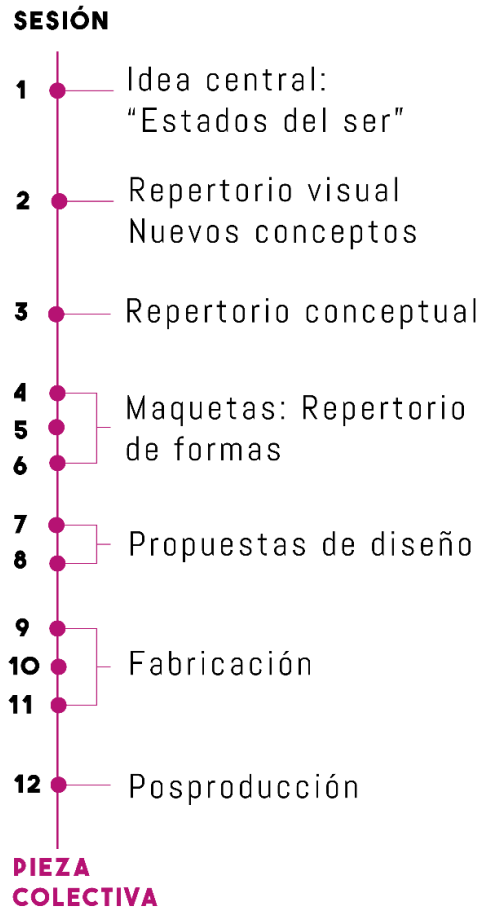 SESIÓN
1
Idea central:
“Estados del ser”
2
Repertorio visual
Nuevos conceptos
3
Repertorio conceptual
4
5
6
Maquetas: Repertorio
de formas
7
8
Propuestas de diseño
9
10
11
Fabricación
12
Posproducción
PIEZA
COLECTIVA